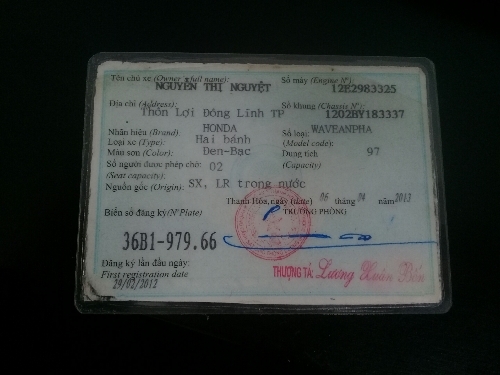 Tên chủ xe (Owner's full name): Số máy (Engine Nº):
NGUYỄN THỊ NGUYỆT 12E2983325
Địa chỉ (Address): Số khung (Chassis Nº):
Thôn Lợi Đông Lĩnh TP 1202BY183337
Nhãn hiệu (Brand): HONDA Số loại: WAVEANPHA
Loại xe (Type): Hai bánh (Model code):
Màu sơn (Color): Đen-Bạc Dung tích 97
Số người được phép chở: 02 (Capacity):
(Seat capacity):
Nguồn gốc (Origin): SX, LR trong nước
Thanh Hóa, ngày (date) 06 tháng 04 năm 2013
Biển số đăng ký (N°Plate) TRƯỞNG PHÒNG
36B1-979.66
Đăng ký lần đầu ngày:
First registration date THƯỢNG TÁ: Lương Xuân
29/02/2012